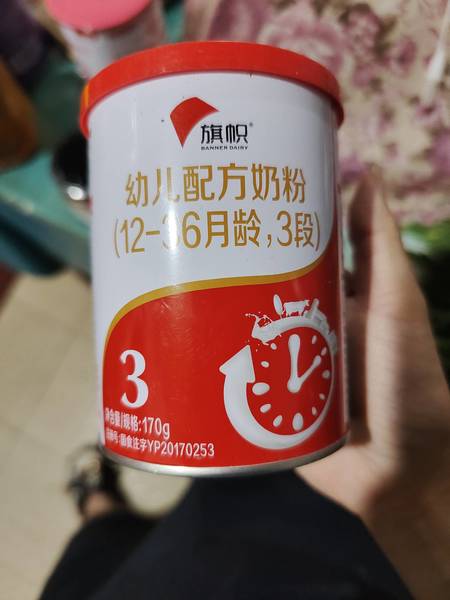 旗帜®
BANNER DAIRY
幼儿配方奶粉
(12-36月龄,3段)
3
净含量/规格:170g
注册号:国食注字YP20170253